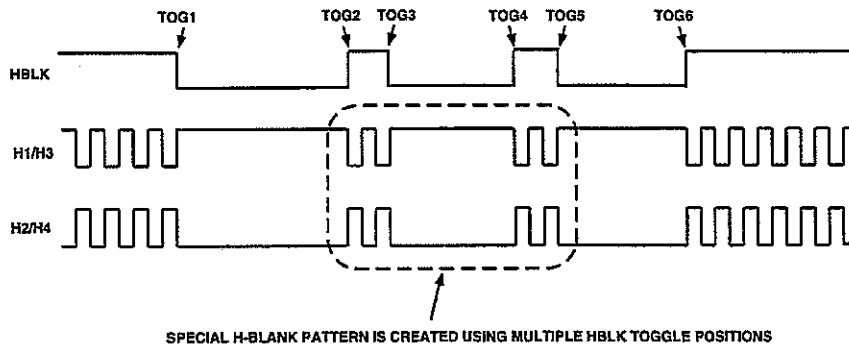 TOG1 TOG2 TOG3 TOG4 TOG5 TOG6
HBLK
H1/H3
H2/H4
SPECIAL H-BLANK PATTERN IS CREATED USING MULTIPLE HBLK TOGGLE POSITIONS